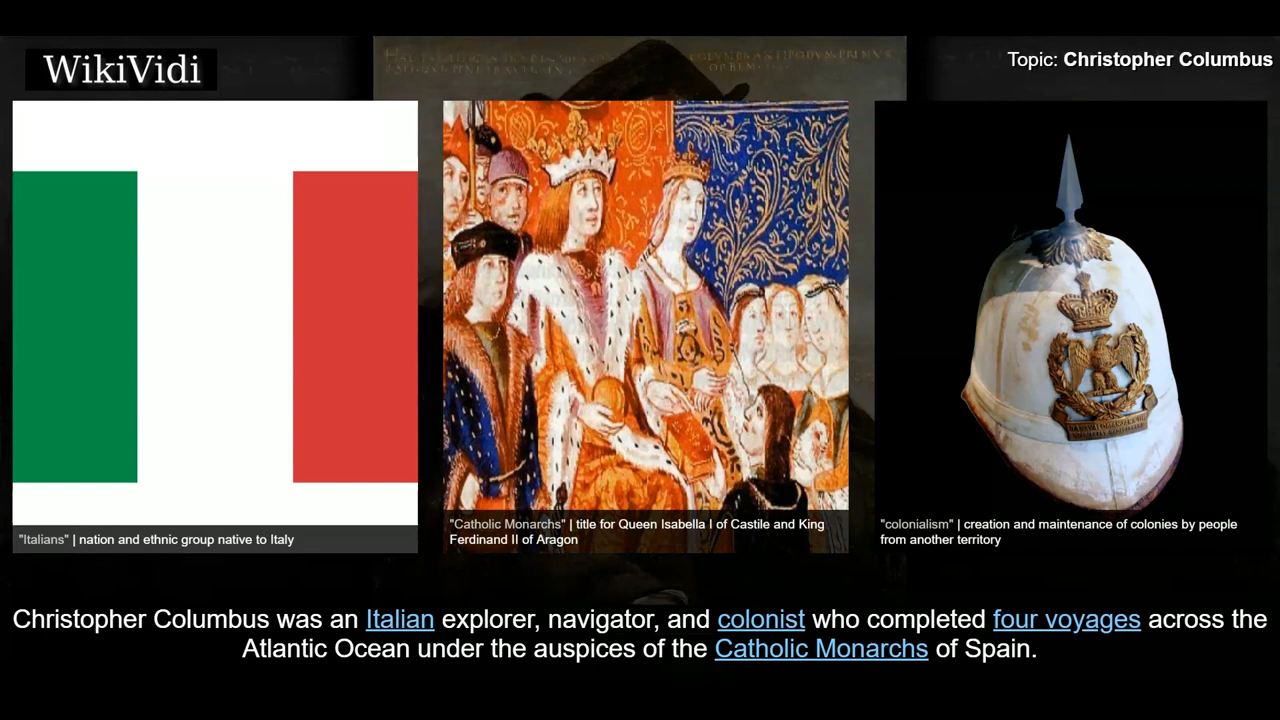 WikiVidi
Topic: Christopher Columbus
"Italians" | nation and ethnic group native to Italy
"Catholic Monarchs" | title for Queen Isabella I of Castile and King
Ferdinand II of Aragon
"colonialism" | creation and maintenance of colonies by people
from another territory
Christopher Columbus was an Italian explorer, navigator, and colonist who completed four voyages across the
Atlantic Ocean under the auspices of the Catholic Monarchs of Spain.